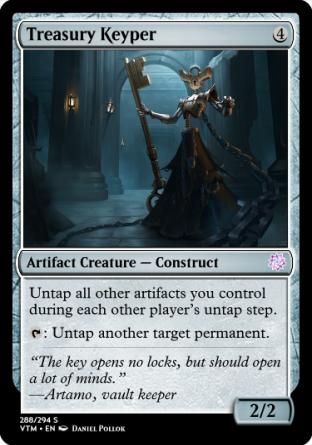 Treasury Keyper 4
Artifact Creature — Construct
Untap all other artifacts you control
during each other player's untap step.
: Untap another target permanent.
“The key opens no locks, but should open
a lot of minds.”
—Artamo, vault keeper
288/294 S
VTM • EN Daniel Pollok
2/2